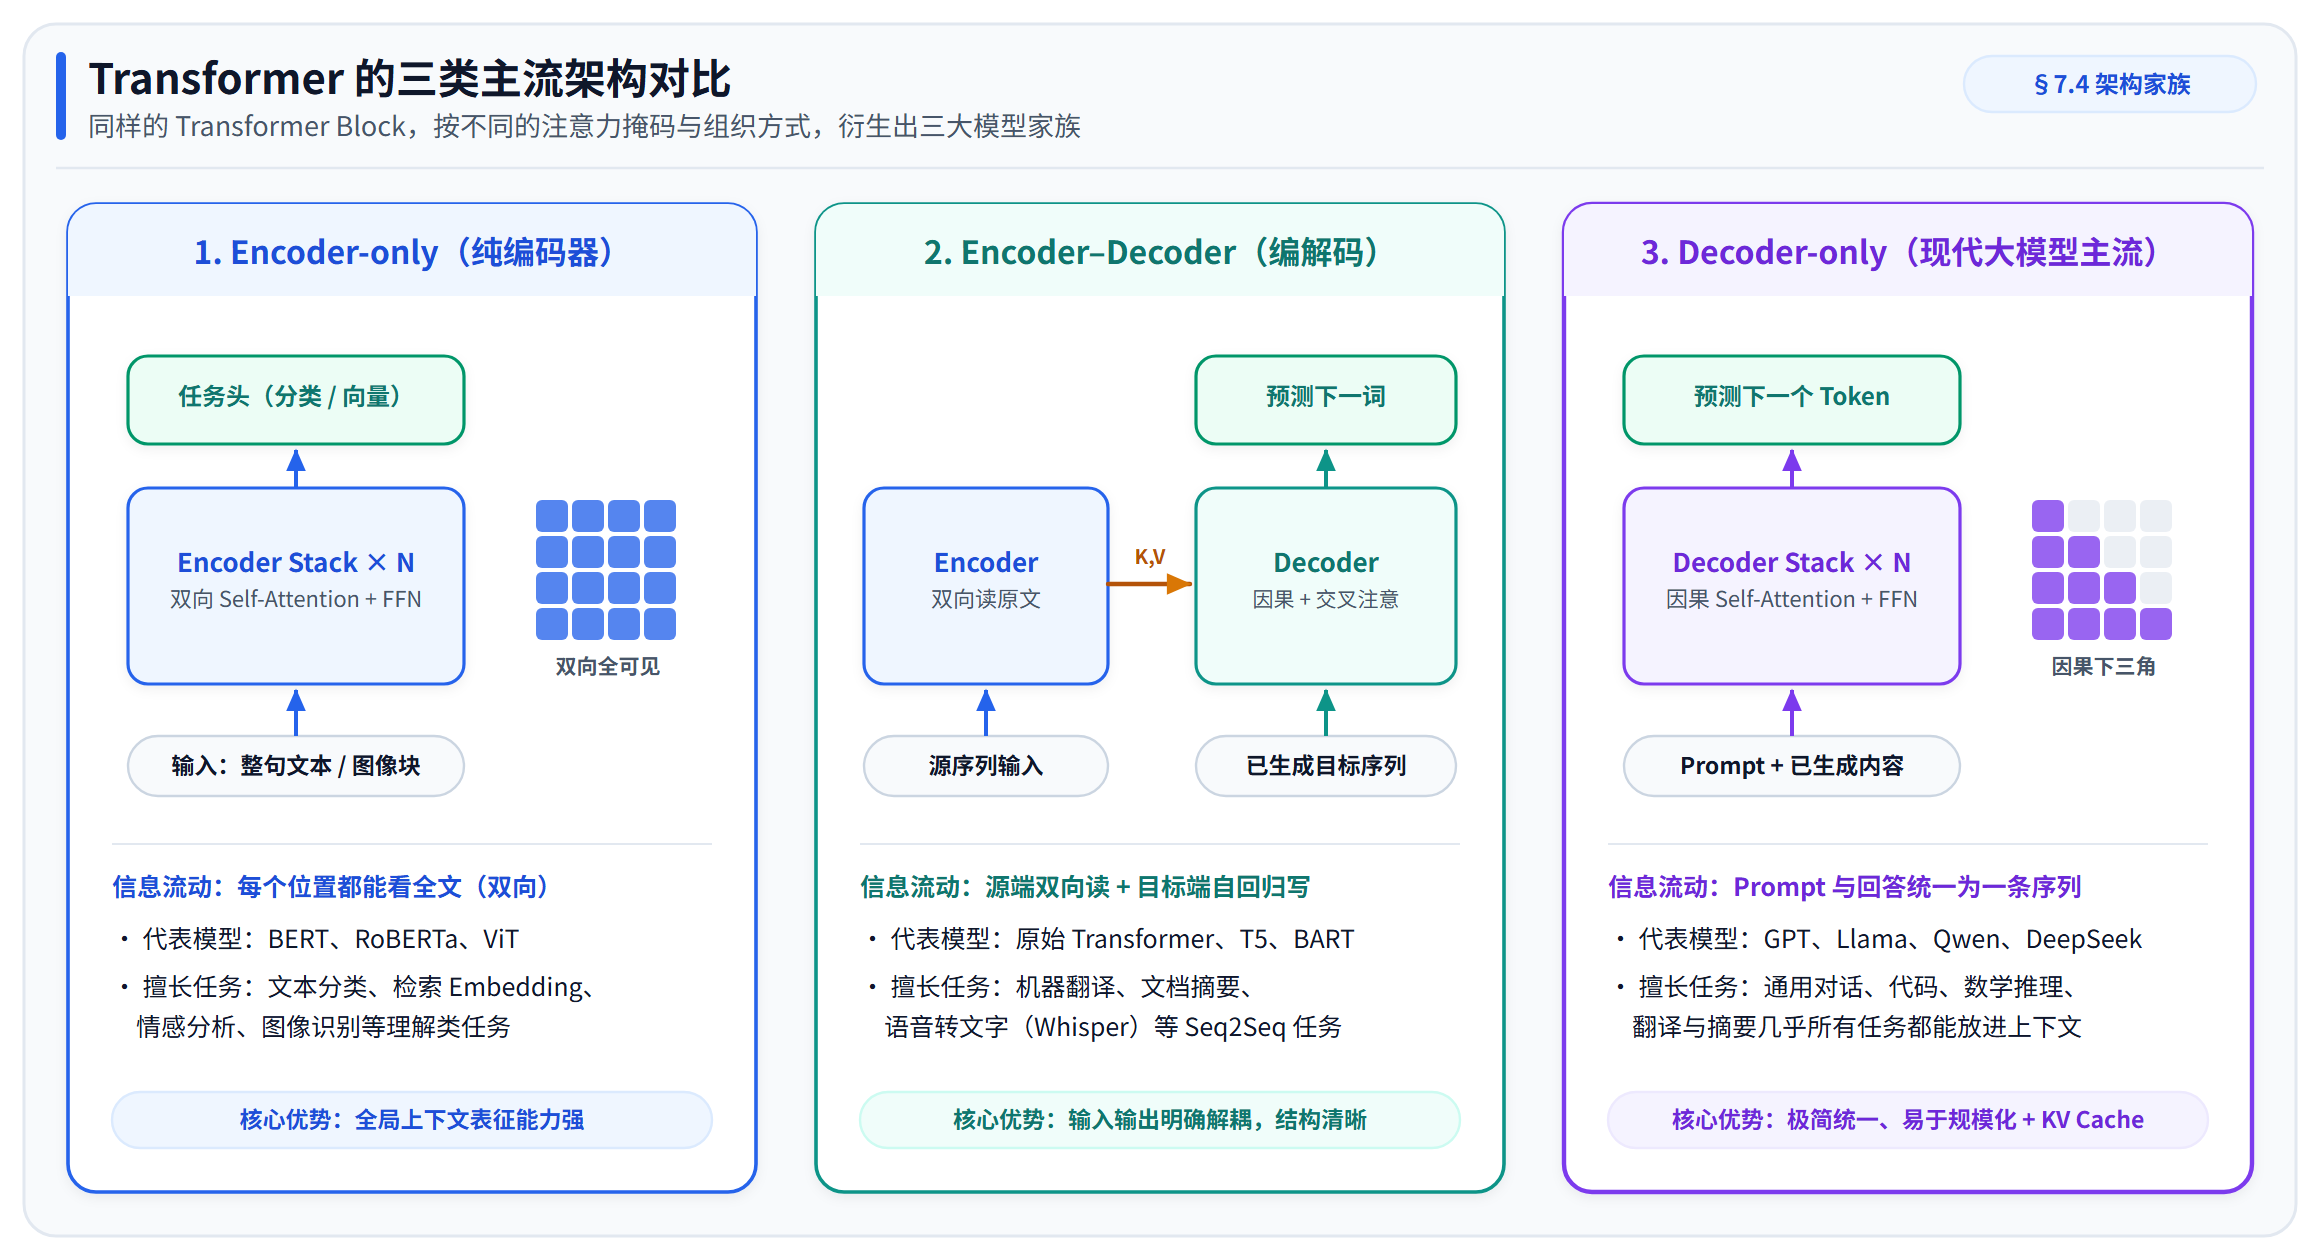 Transformer 的三类主流架构对比
同样的 Transformer Block，按不同的注意力掩码与组织方式，衍生出三大模型家族
§ 7.4 架构家族
1. Encoder-only（纯编码器）
任务头（分类 / 向量）
Encoder Stack × N
双向 Self-Attention + FFN
双向全可见
输入：整句文本 / 图像块
信息流动：每个位置都能看全文（双向）
• 代表模型：BERT、RoBERTa、ViT
• 擅长任务：文本分类、检索 Embedding、
情感分析、图像识别等理解类任务
核心优势：全局上下文表征能力强
2. Encoder–Decoder（编解码）
预测下一词
Encoder
双向读原文
K,V
Decoder
因果 + 交叉注意
源序列输入
已生成目标序列
信息流动：源端双向读 + 目标端自回归写
• 代表模型：原始 Transformer、T5、BART
• 擅长任务：机器翻译、文档摘要、
语音转文字（Whisper）等 Seq2Seq 任务
核心优势：输入输出明确解耦，结构清晰
3. Decoder-only（现代大模型主流）
预测下一个 Token
Decoder Stack × N
因果 Self-Attention + FFN
因果下三角
Prompt + 已生成内容
信息流动：Prompt 与回答统一为一条序列
• 代表模型：GPT、Llama、Qwen、DeepSeek
• 擅长任务：通用对话、代码、数学推理、
翻译与摘要几乎所有任务都能放进上下文
核心优势：极简统一、易于规模化 + KV Cache